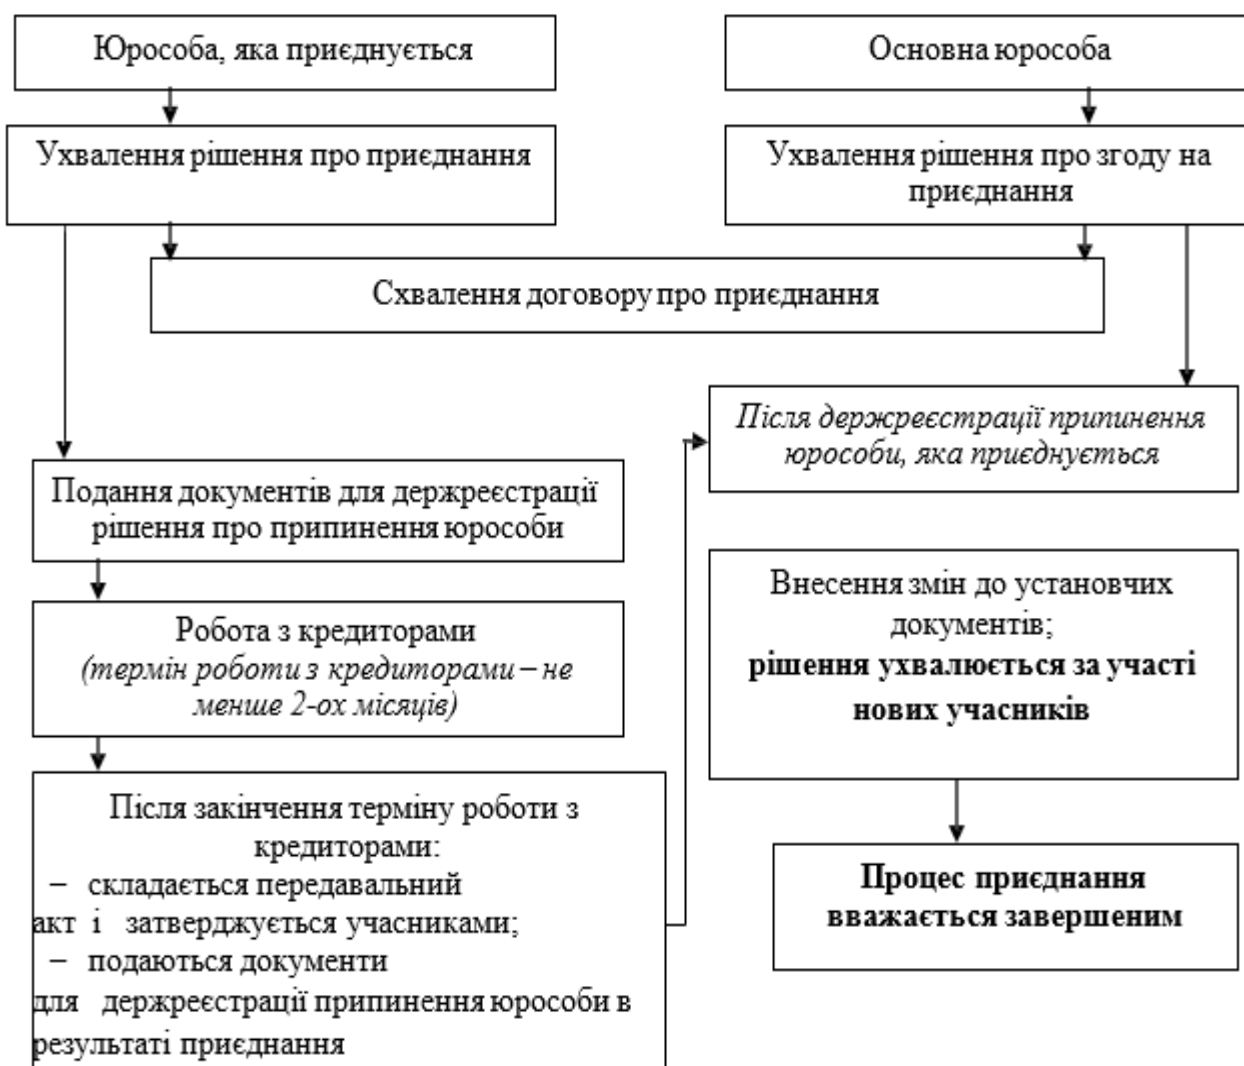 Юрособа, яка приєднується
Основна юрособа
Ухвалення рішення про приєднання
Ухвалення рішення про згоду на
приєднання
Схвалення договору про приєднання
Після держреєстрації припинення
юрособи, яка приєднується
Подання документів для держреєстрації
рішення про припинення юрособи
Робота з кредиторами
(термін роботи з кредиторами – не
менше 2-ох місяців)
Після закінчення терміну роботи з
кредиторами:
– складається передавальний
акт і затверджується учасниками;
– подаються документи
для держреєстрації припинення юрособи в
результаті приєднання
Внесення змін до установчих
документів;
рішення ухвалюється за участі
нових учасників
Процес приєднання
вважається завершеним